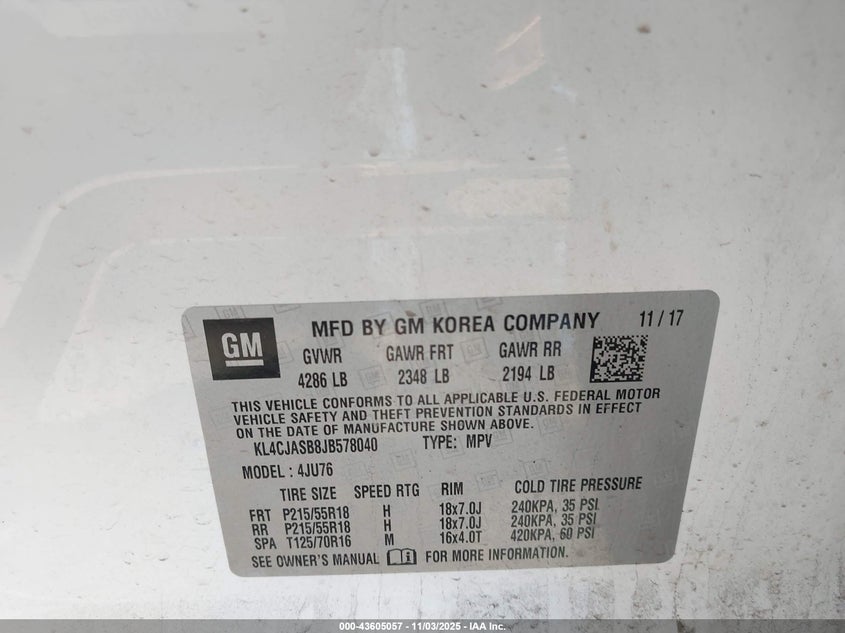 GM
MFD BY GM KOREA COMPANY 11/17
GVWR GAWR FRT GAWR RR
4286 LB 2348 LB 2194 LB
THIS VEHICLE CONFORMS TO ALL APPLICABLE U.S. FEDERAL MOTOR
VEHICLE SAFETY AND THEFT PREVENTION STANDARDS IN EFFECT
ON THE DATE OF MANUFACTURE SHOWN ABOVE.
KL4CJASB8JB578040 TYPE: MPV
MODEL : 4JU76
TIRE SIZE SPEED RTG RIM COLD TIRE PRESSURE
FRT P215/55R18 H 18x7.0J 240KPA, 35 PSI
RR P215/55R18 H 18x7.0J 240KPA, 35 PSI
SPA T125/70R16 M 16x4.0T 420KPA, 60 PSI
SEE OWNER'S MANUAL FOR MORE INFORMATION.
000-43605057 - 11/03/2025 - IAA Inc.